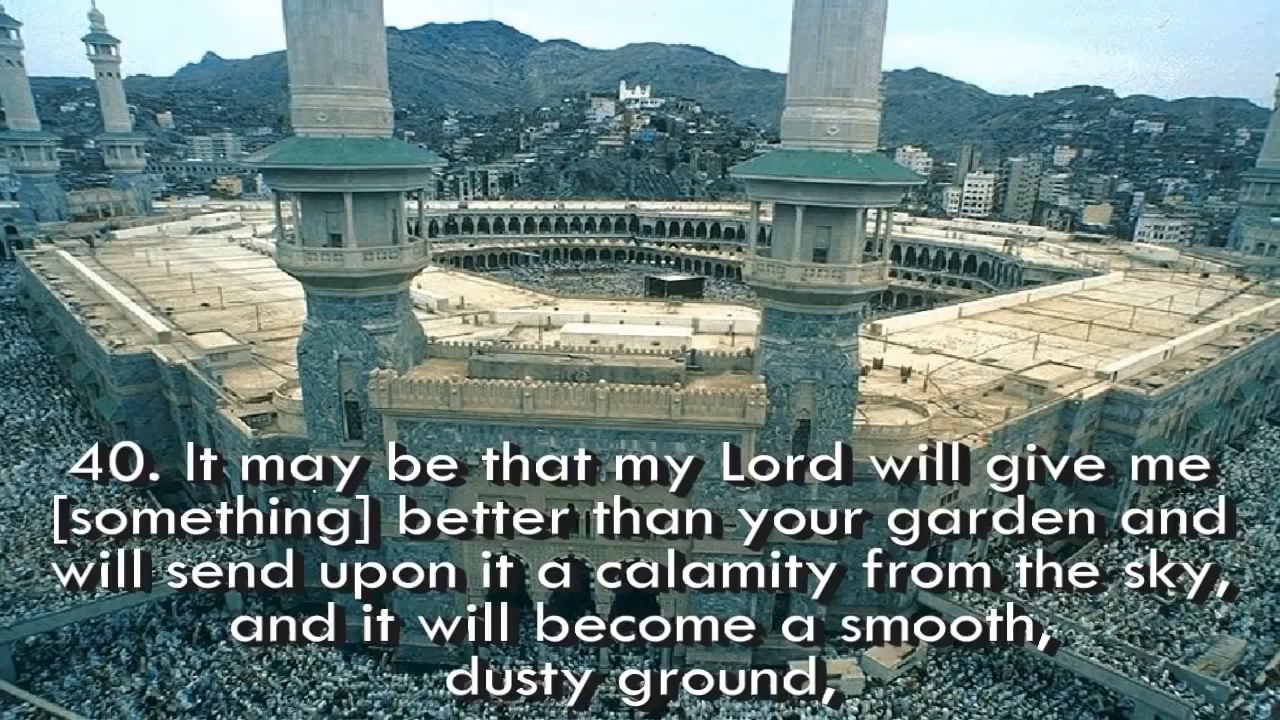 40. It may be that my Lord will give me
[something] better than your garden and
will send upon it a calamity from the sky,
and it will become a smooth,
dusty ground,